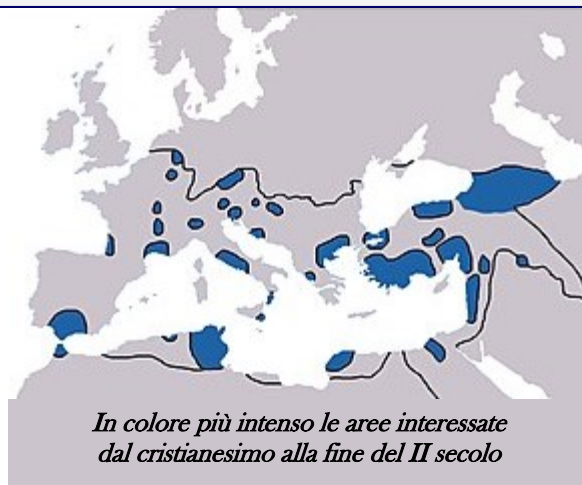 In colore più intenso le aree interessate
dal cristianesimo alla fine del II secolo